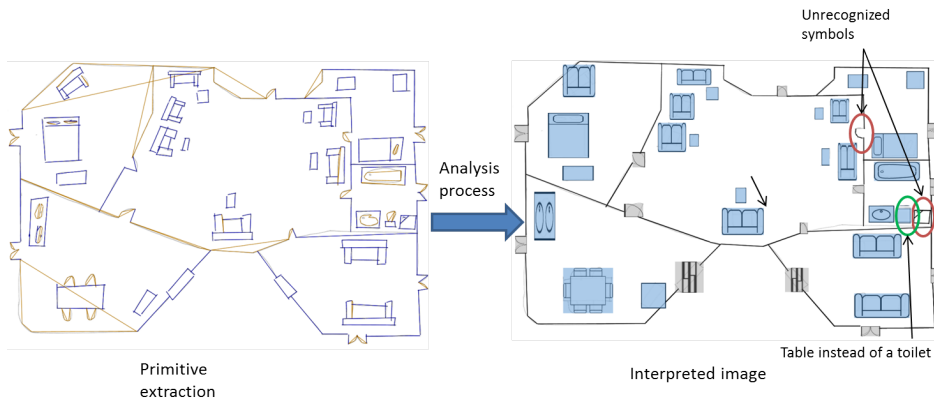 Unrecognized
symbols
Analysis
process
Table instead of a toilet
Primitive
extraction
Interpreted image